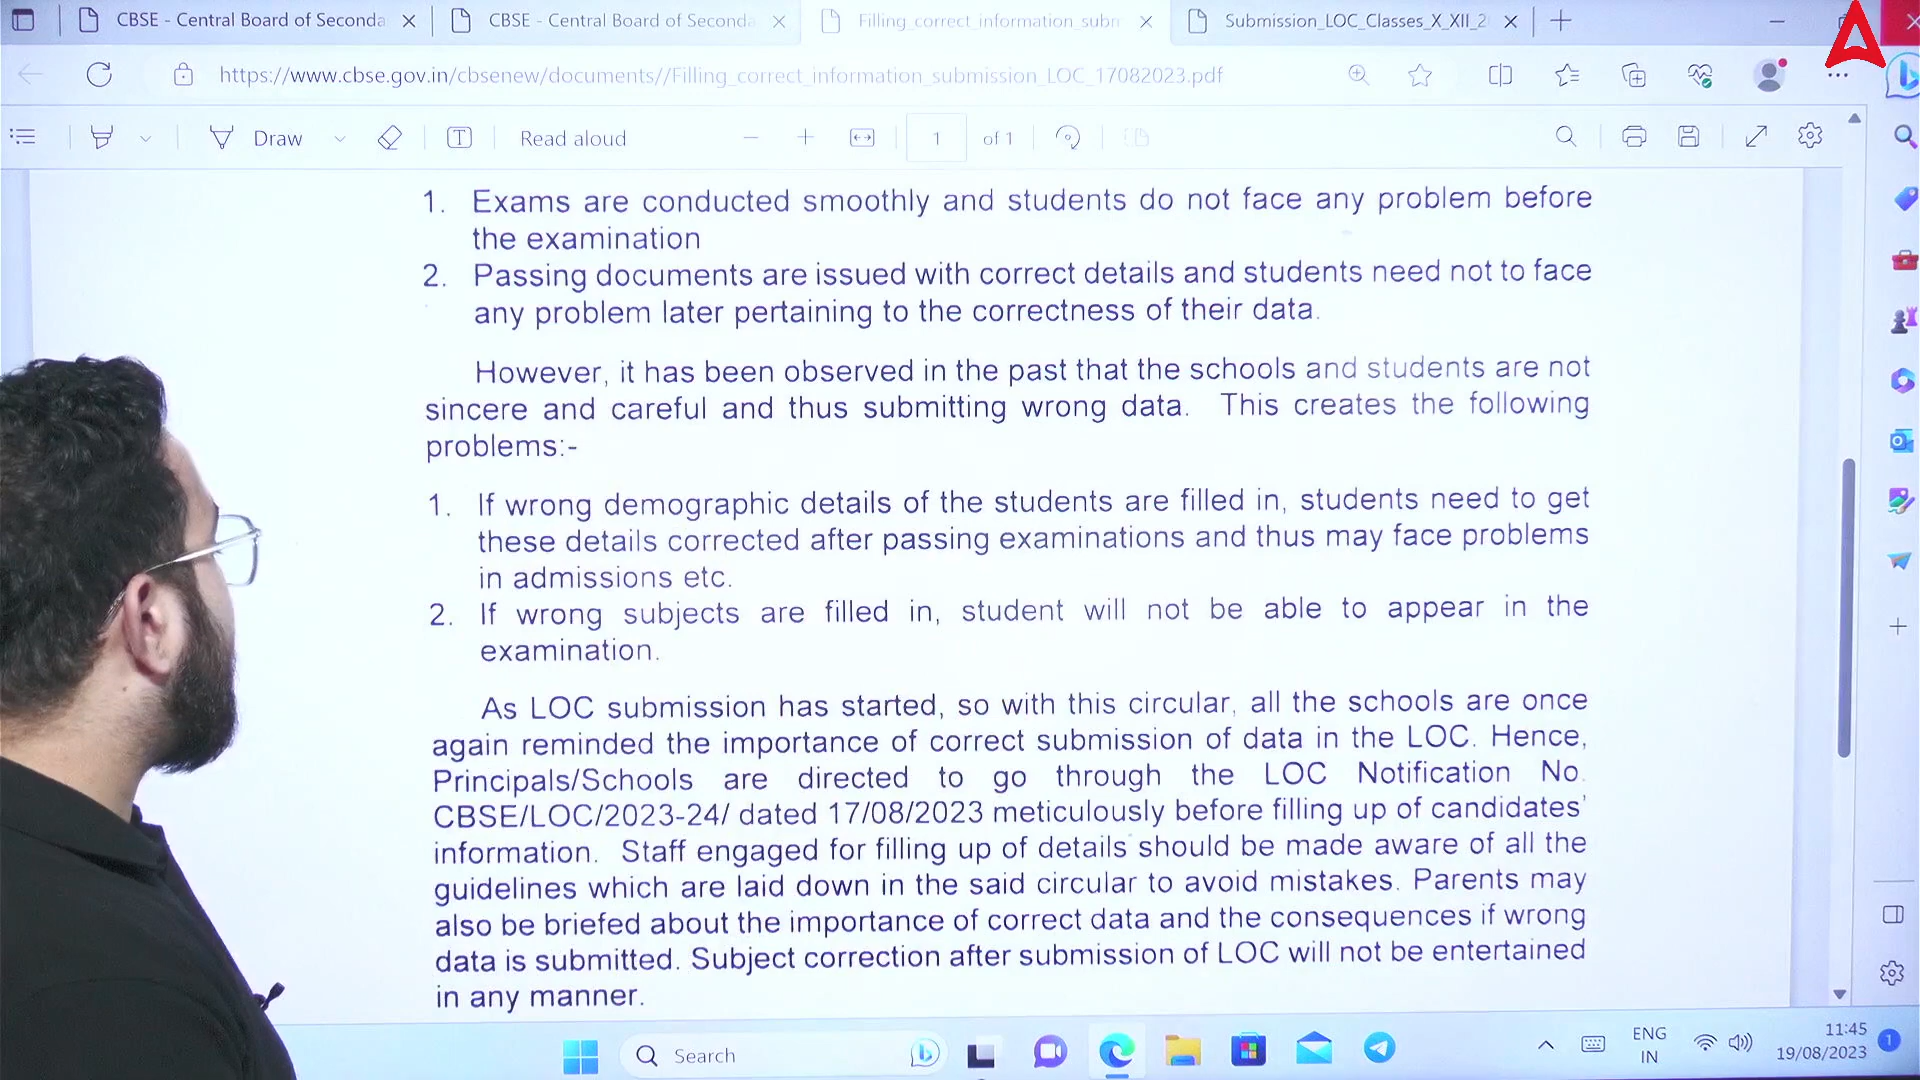 CBSE - Central Board of Seconda
CBSE - Central Board of Seconda
Filling_correct_information_subm
Submission_LOC_Classes_X_XII_2
https://www.cbse.gov.in/cbsenew/documents//Filling_correct_information_submission_LOC_17082023.pdf
Draw
T
Read aloud
1
of 1
1. Exams are conducted smoothly and students do not face any problem before
the examination
2. Passing documents are issued with correct details and students need not to face
any problem later pertaining to the correctness of their data.
However, it has been observed in the past that the schools and students are not
sincere and careful and thus submitting wrong data. This creates the following
problems:-
1. If wrong demographic details of the students are filled in, students need to get
these details corrected after passing examinations and thus may face problems
in admissions etc.
2. If wrong subjects are filled in, student will not be able to appear in the
examination.
As LOC submission has started, so with this circular, all the schools are once
again reminded the importance of correct submission of data in the LOC. Hence,
Principals/Schools are directed to go through the LOC Notification No.
CBSE/LOC/2023-24/ dated 17/08/2023 meticulously before filling up of candidates'
information. Staff engaged for filling up of details should be made aware of all the
guidelines which are laid down in the said circular to avoid mistakes. Parents may
also be briefed about the importance of correct data and the consequences if wrong
data is submitted. Subject correction after submission of LOC will not be entertained
in any manner.
Search
ENG
IN
11:45
19/08/2023
1